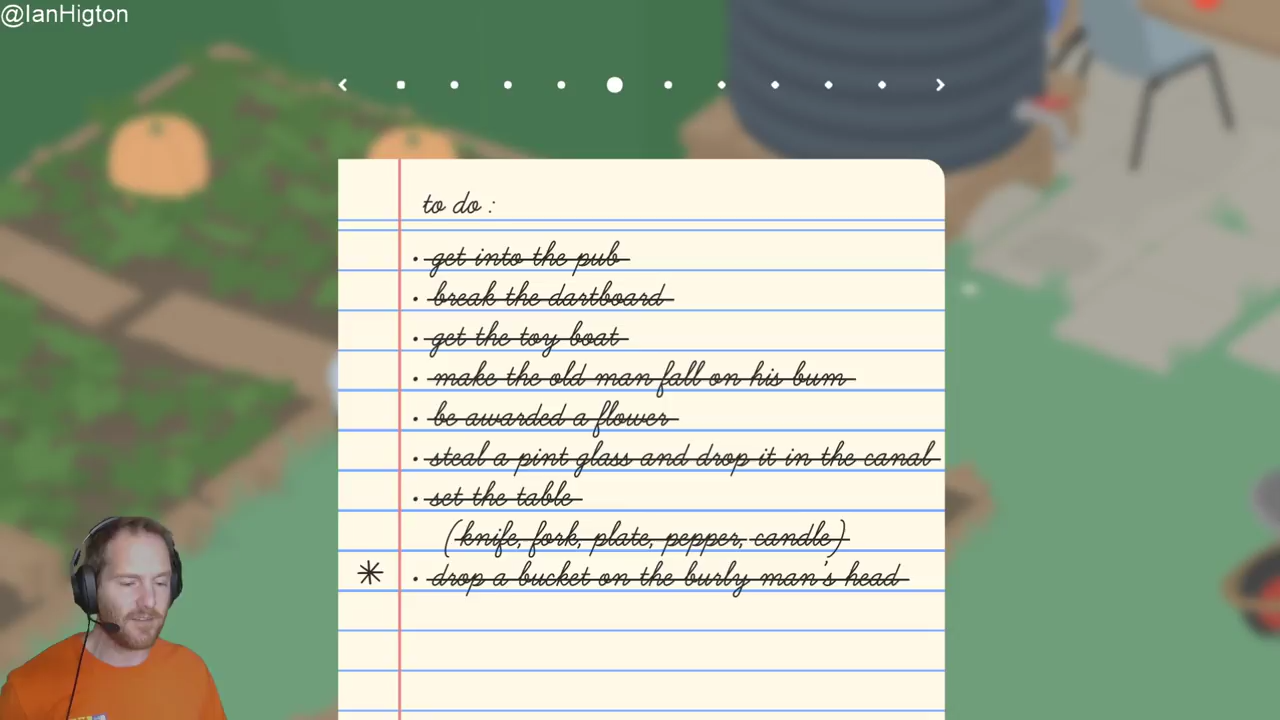 @IanHigton
to do :
• get into the pub
• break the dartboard
• get the toy boat
• make the old man fall on his bum
• be awarded a flower
• steal a pint glass and drop it in the canal
• set the table
(knife, fork, plate, pepper, candle)
• drop a bucket on the burly man's head